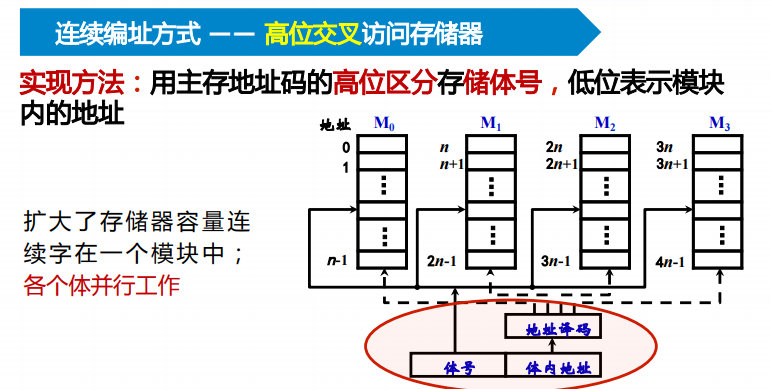 连续编址方式 —— 高位交叉访问存储器
实现方法：用主存地址码的高位区分存储体号，低位表示模块
内的地址
地址 M0 M1 M2 M3
0 n 2n 3n
1 n+1 2n+1 3n+1
扩大了存储器容量连
续字在一个模块中；
各个体并行工作
n-1 2n-1 3n-1 4n-1
地址译码
体号 体内地址